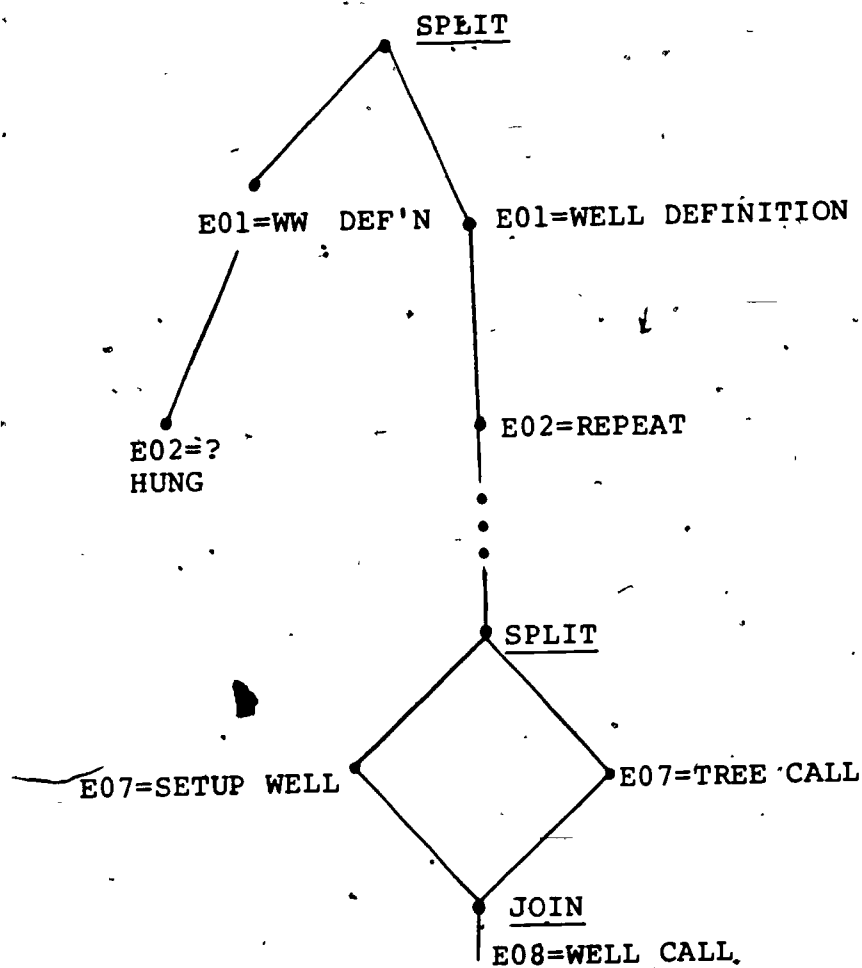 SPLIT
E01=WW DEF'N
E01=WELL DEFINITION
E02=REPEAT
E02=?
HUNG
SPLIT
E07=SETUP WELL
E07=TREE CALL
JOIN
E08=WELL CALL.